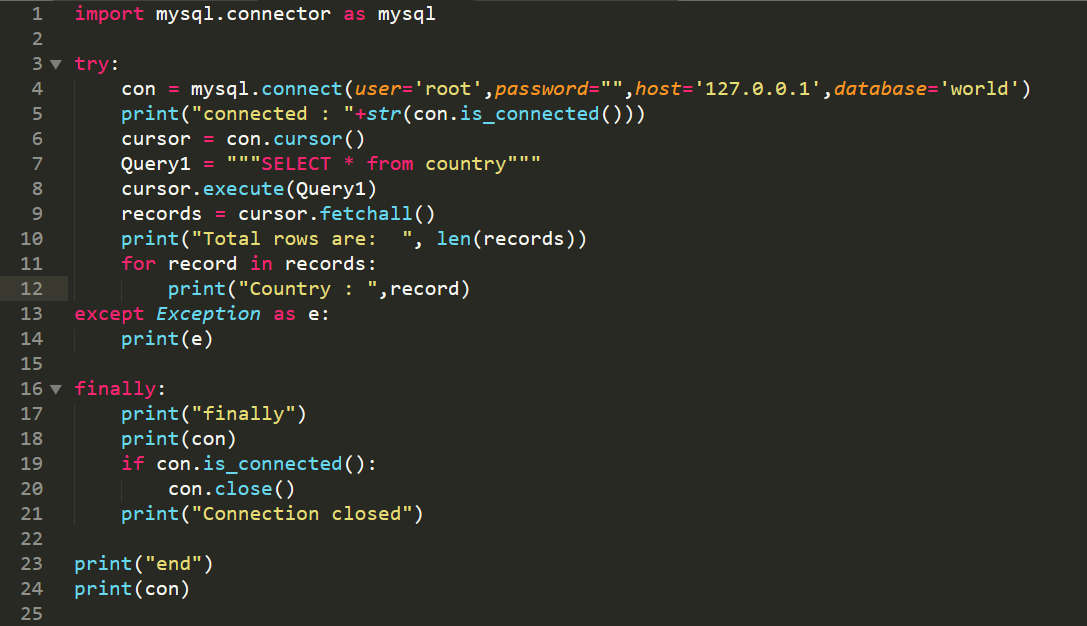 1 import mysql.connector as mysql
2
3 try:
4     con = mysql.connect(user='root',password="",host='127.0.0.1',database='world')
5     print("connected : "+str(con.is_connected()))
6     cursor = con.cursor()
7     Query1 = """SELECT * from country"""
8     cursor.execute(Query1)
9     records = cursor.fetchall()
10     print("Total rows are:  ", len(records))
11     for record in records:
12         print("Country : ",record)
13 except Exception as e:
14     print(e)
15
16 finally:
17     print("finally")
18     print(con)
19     if con.is_connected():
20         con.close()
21     print("Connection closed")
22
23 print("end")
24 print(con)
25